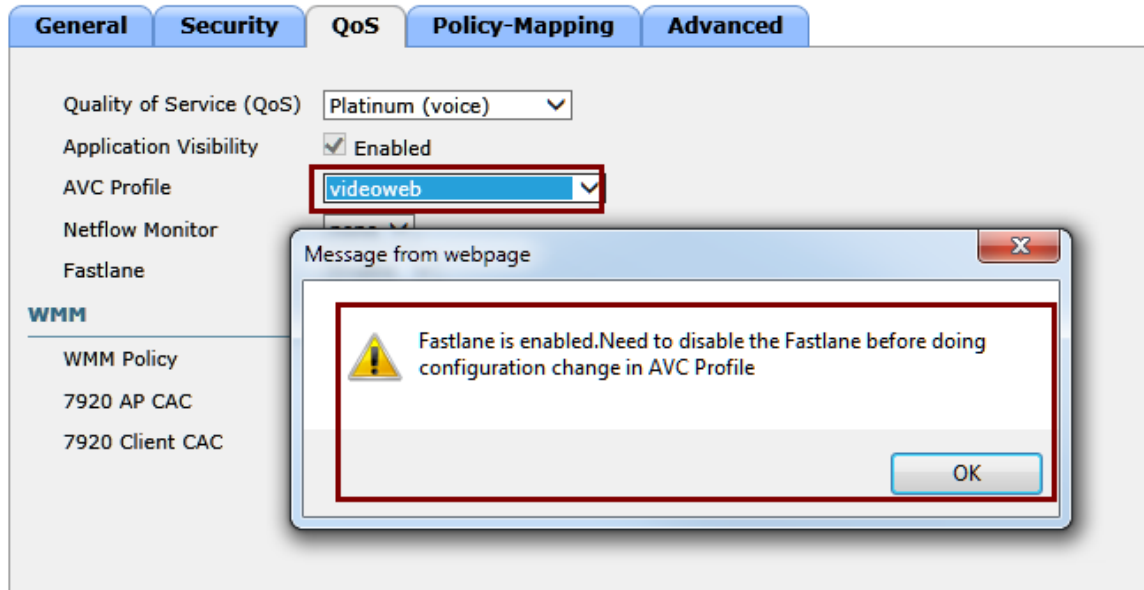 General Security QoS Policy-Mapping Advanced
Quality of Service (QoS) Platinum (voice)
Application Visibility Enabled
AVC Profile videoweb
Netflow Monitor none
Fastlane
Message from webpage
Fastlane is enabled.Need to disable the Fastlane before doing
configuration change in AVC Profile
OK
WMM
WMM Policy
7920 AP CAC
7920 Client CAC